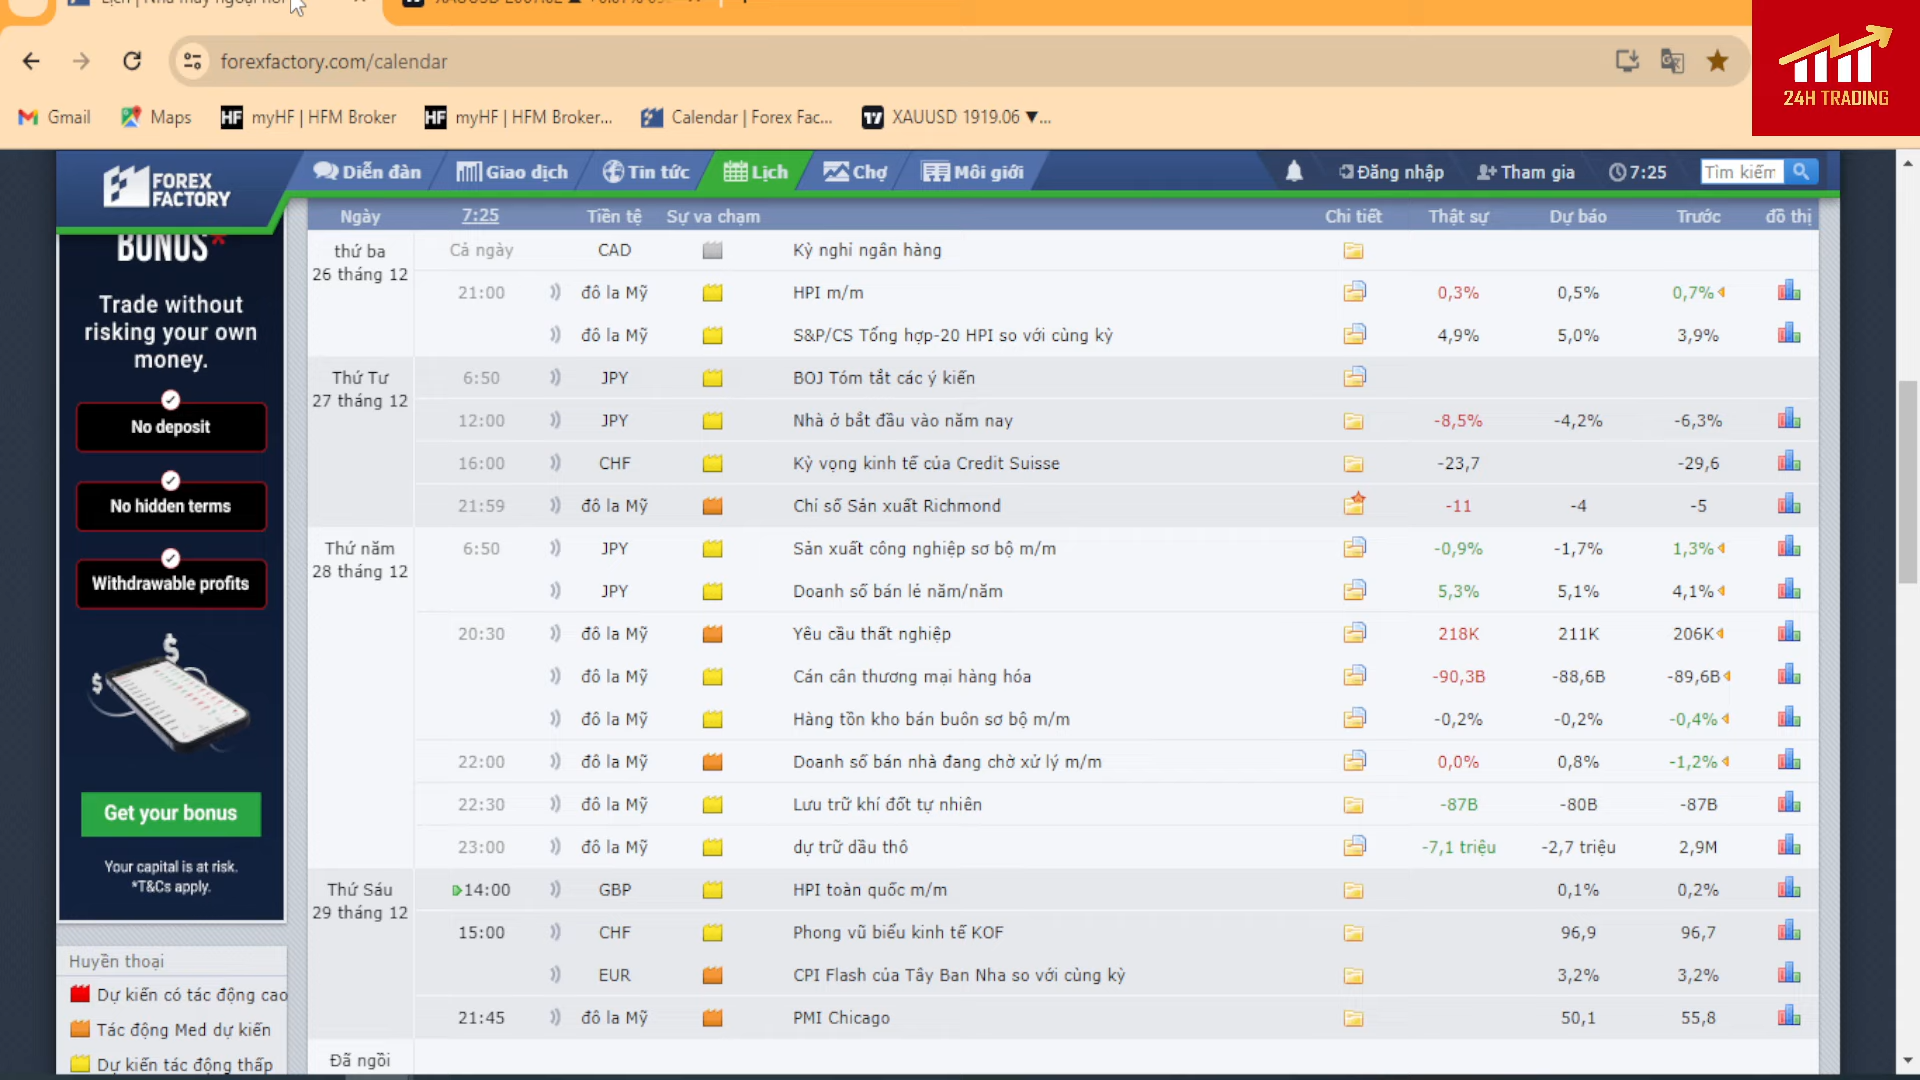 forexfactory.com/calendar
24H TRADING
Gmail
Maps
HF myHF | HFM Broker
HF myHF | HFM Broker...
Calendar | Forex Fac...
XAUUSD 1919.06 ▼...
FOREX
FACTORY
Diễn đàn
Giao dịch
Tin tức
Lịch
Chợ
Môi giới
Đăng nhập
Tham gia
7:25
Tìm kiếm
Ngày 7:25 Tiền tệ Sự va chạm Chi tiết Thật sự Dự báo Trước đồ thị
thứ ba
26 tháng 12
Cả ngày CAD Kỳ nghỉ ngân hàng
21:00 đô la Mỹ HPI m/m 0,3% 0,5% 0,7%
đô la Mỹ S&P/CS Tổng hợp-20 HPI so với cùng kỳ 4,9% 5,0% 3,9%
Thứ Tư
27 tháng 12
6:50 JPY BOJ Tóm tắt các ý kiến
12:00 JPY Nhà ở bắt đầu vào năm nay -8,5% -4,2% -6,3%
16:00 CHF Kỳ vọng kinh tế của Credit Suisse -23,7 -29,6
21:59 đô la Mỹ Chỉ số Sản xuất Richmond -11 -4 -5
Thứ năm
28 tháng 12
6:50 JPY Sản xuất công nghiệp sơ bộ m/m -0,9% -1,7% 1,3%
JPY Doanh số bán lẻ năm/năm 5,3% 5,1% 4,1%
20:30 đô la Mỹ Yêu cầu thất nghiệp 218K 211K 206K
đô la Mỹ Cán cân thương mại hàng hóa -90,3B -88,6B -89,6B
đô la Mỹ Hàng tồn kho bán buôn sơ bộ m/m -0,2% -0,2% -0,4%
22:00 đô la Mỹ Doanh số bán nhà đang chờ xử lý m/m 0,0% 0,8% -1,2%
22:30 đô la Mỹ Lưu trữ khí đốt tự nhiên -87B -80B -87B
23:00 đô la Mỹ dự trữ dầu thô -7,1 triệu -2,7 triệu 2,9M
Thứ Sáu
29 tháng 12
14:00 GBP HPI toàn quốc m/m 0,1% 0,2%
15:00 CHF Phong vũ biểu kinh tế KOF 96,9 96,7
EUR CPI Flash của Tây Ban Nha so với cùng kỳ 3,2% 3,2%
21:45 đô la Mỹ PMI Chicago 50,1 55,8
Đã ngồi
BONUS*
Trade without
risking your own
money.
No deposit
No hidden terms
Withdrawable profits
Get your bonus
Your capital is at risk.
*T&Cs apply.
Huyền thoại
Dự kiến có tác động cao
Tác động Med dự kiến
Dự kiến tác động thấp